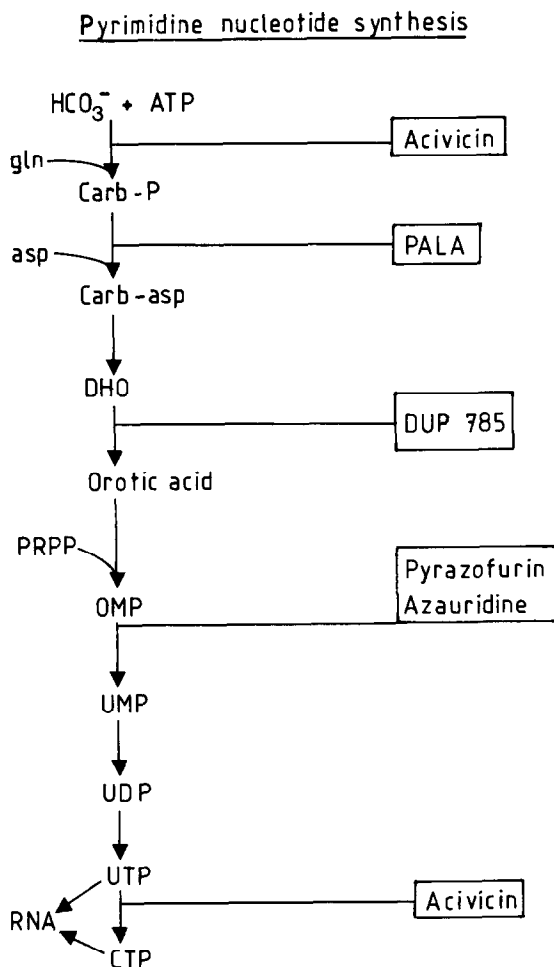 Pyrimidine nucleotide synthesis
HCO₃⁻ + ATP
Acivicin
gln
Carb-P
PALA
asp
Carb-asp
DHO
DUP 785
Orotic acid
PRPP
Pyrazofurin
Azauridine
OMP
UMP
UDP
UTP
Acivicin
RNA
CTP